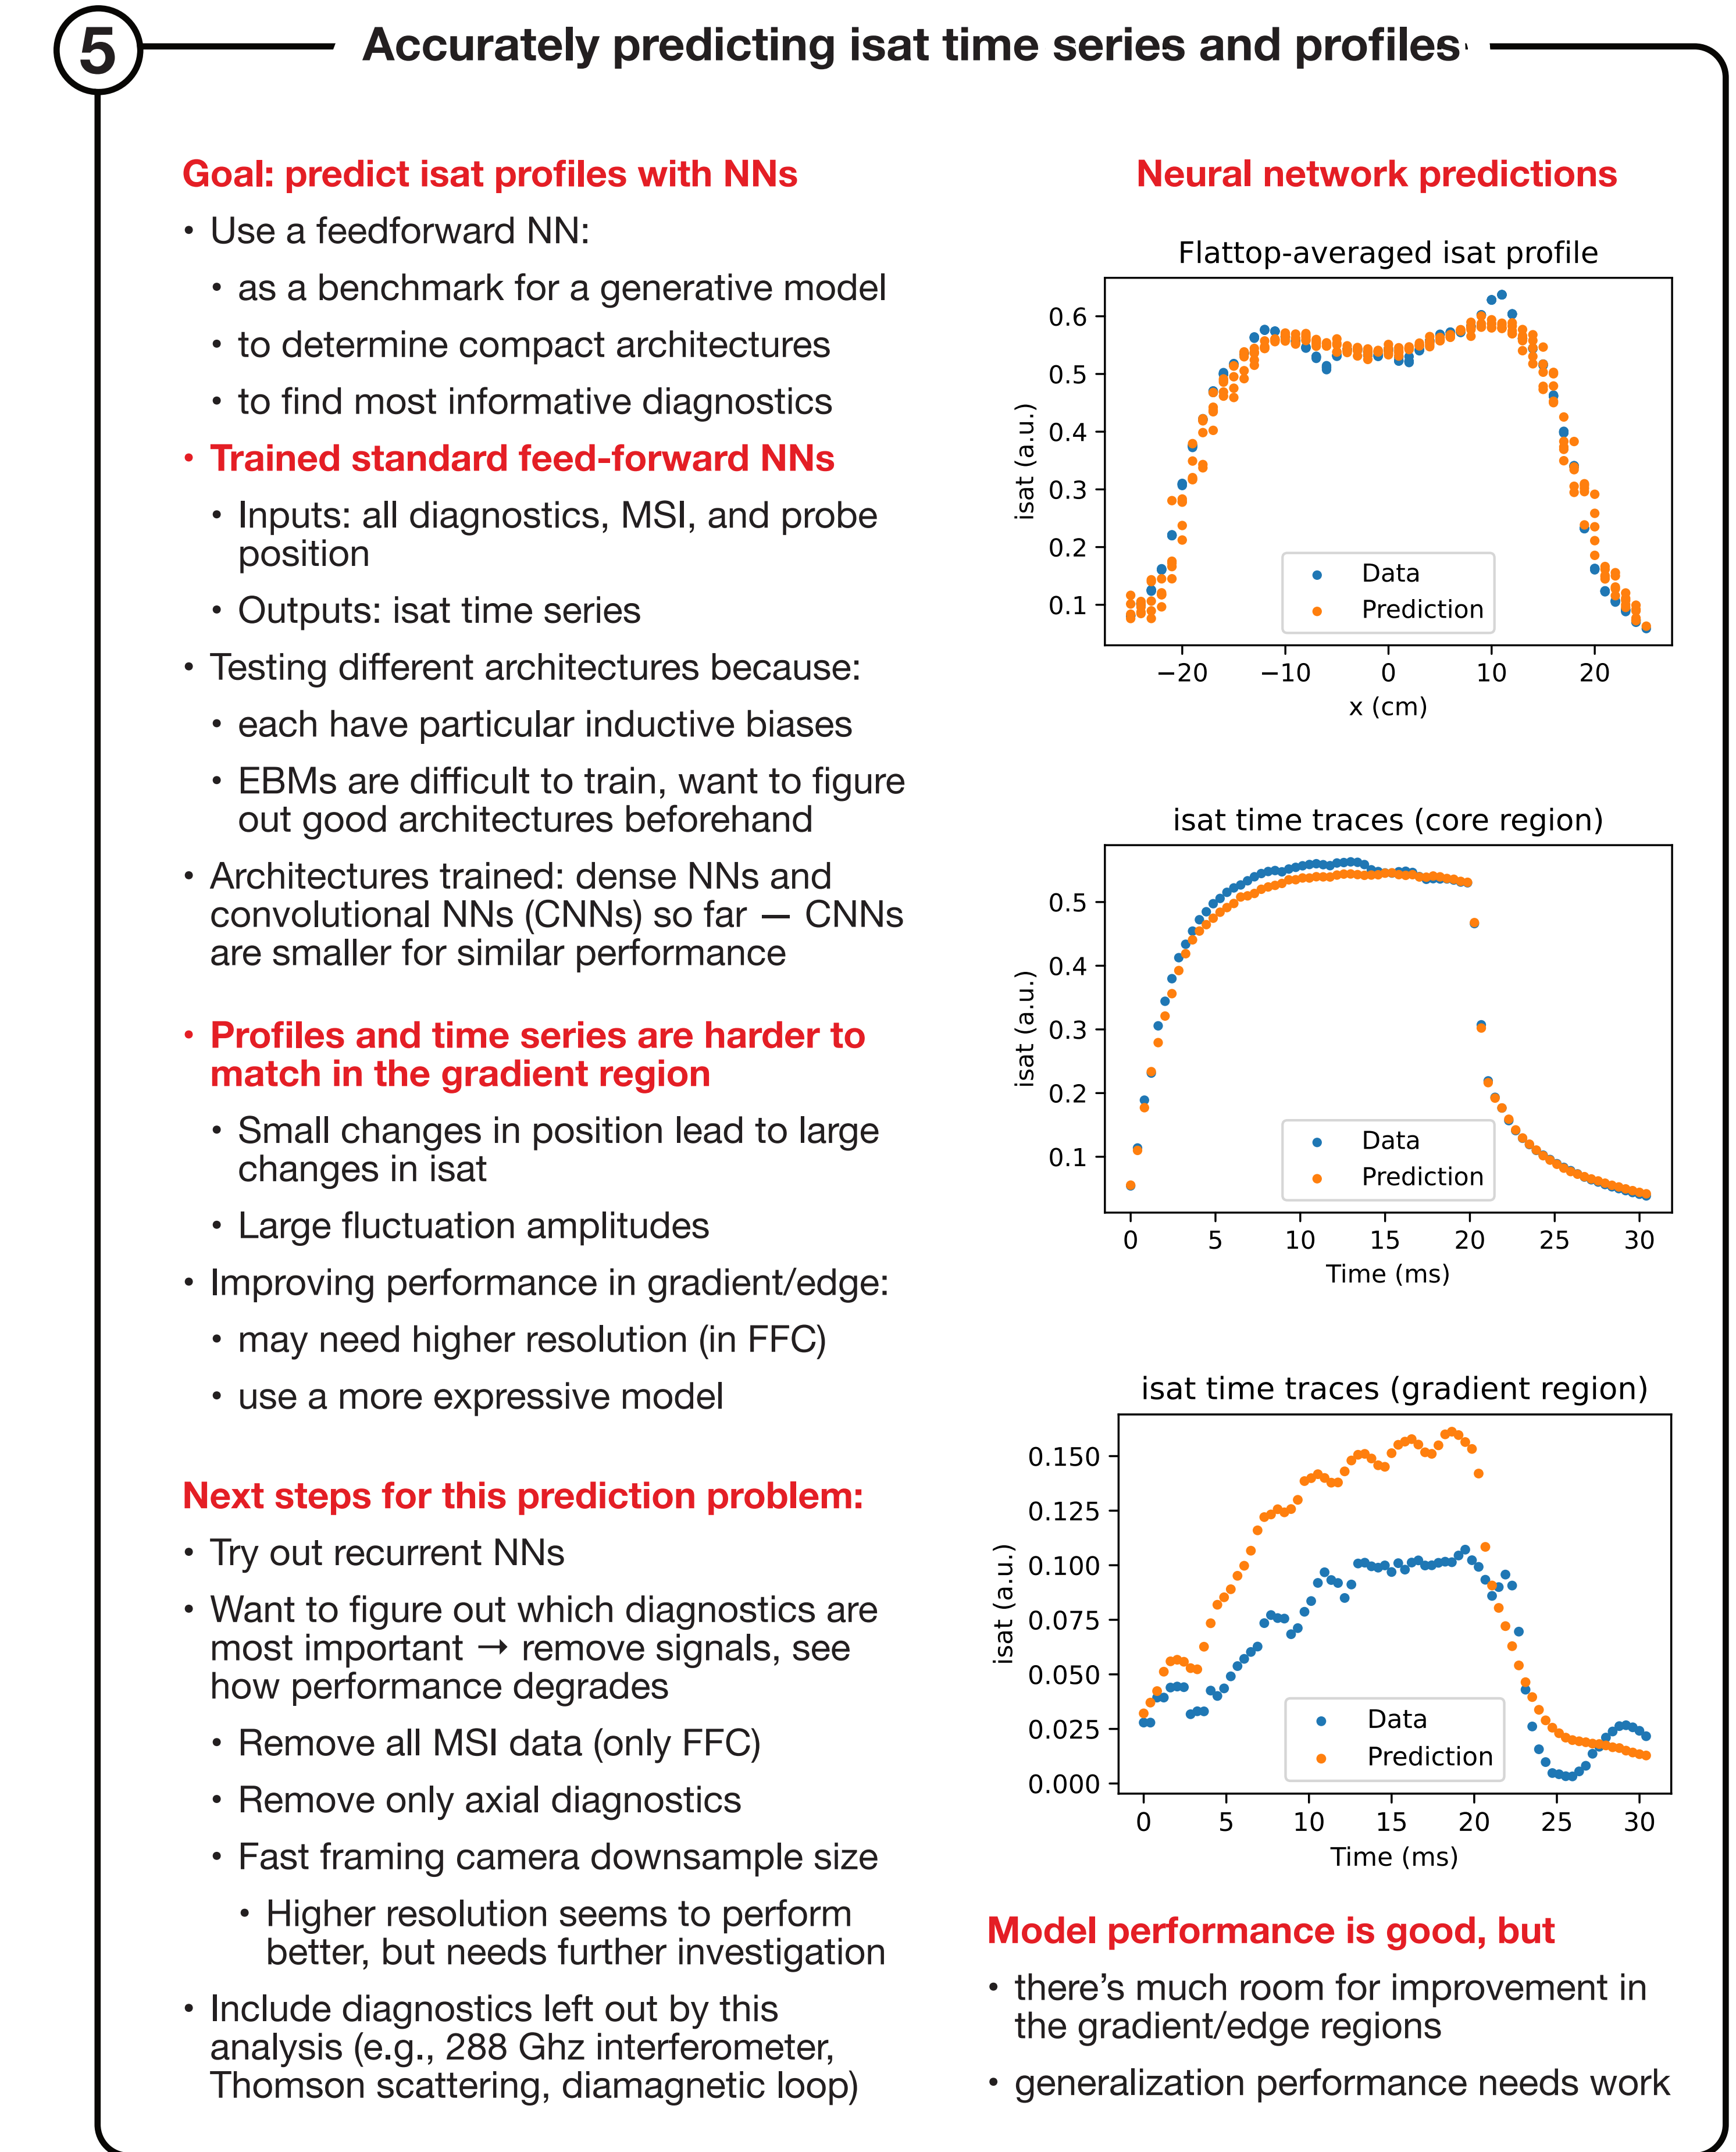 5
Accurately predicting isat time series and profiles
Goal: predict isat profiles with NNs
• Use a feedforward NN:
• as a benchmark for a generative model
• to determine compact architectures
• to find most informative diagnostics
• Trained standard feed-forward NNs
• Inputs: all diagnostics, MSI, and probe
position
• Outputs: isat time series
• Testing different architectures because:
• each have particular inductive biases
• EBMs are difficult to train, want to figure
out good architectures beforehand
• Architectures trained: dense NNs and
convolutional NNs (CNNs) so far — CNNs
are smaller for similar performance
• Profiles and time series are harder to
match in the gradient region
• Small changes in position lead to large
changes in isat
• Large fluctuation amplitudes
• Improving performance in gradient/edge:
• may need higher resolution (in FFC)
• use a more expressive model
Next steps for this prediction problem:
• Try out recurrent NNs
• Want to figure out which diagnostics are
most important → remove signals, see
how performance degrades
• Remove all MSI data (only FFC)
• Remove only axial diagnostics
• Fast framing camera downsample size
• Higher resolution seems to perform
better, but needs further investigation
• Include diagnostics left out by this
analysis (e.g., 288 Ghz interferometer,
Thomson scattering, diamagnetic loop)
Neural network predictions
Flattop-averaged isat profile
isat (a.u.)
0.6
0.5
0.4
0.3
0.2
0.1
Data
Prediction
−20 −10 0 10 20
x (cm)
isat time traces (core region)
isat (a.u.)
0.5
0.4
0.3
0.2
0.1
Data
Prediction
0 5 10 15 20 25 30
Time (ms)
isat time traces (gradient region)
isat (a.u.)
0.150
0.125
0.100
0.075
0.050
0.025
0.000
Data
Prediction
0 5 10 15 20 25 30
Time (ms)
Model performance is good, but
• there's much room for improvement in
the gradient/edge regions
• generalization performance needs work